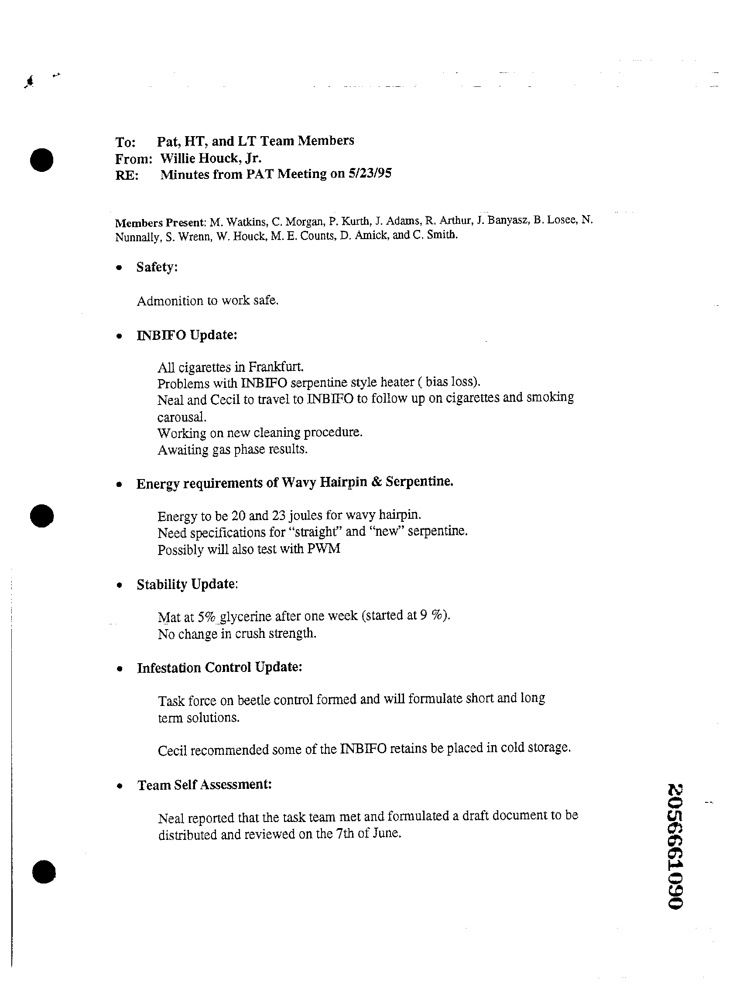 To: Pat, HT, and LT Team Members
From: Willie Houck, Jr.
RE: Minutes from PAT Meeting on 5/23/95
Members Present: M. Watkins, C. Morgan, P. Kurth, J. Adams, R. Arthur, J. Banyasz, B. Losee, N.
Nunnally, S. Wrenn, W. Houck, M. E. Counts, D. Amick, and C. Smith.
• Safety:
Admonition to work safe.
• INBIFO Update:
All cigarettes in Frankfurt.
Problems with INBIFO serpentine style heater ( bias loss).
Neal and Cecil to travel to INBIFO to follow up on cigarettes and smoking
carousal.
Working on new cleaning procedure.
Awaiting gas phase results.
• Energy requirements of Wavy Hairpin & Serpentine.
Energy to be 20 and 23 joules for wavy hairpin.
Need specifications for “straight” and “new” serpentine.
Possibly will also test with PWM
• Stability Update:
Mat at 5% glycerine after one week (started at 9 %).
No change in crush strength.
• Infestation Control Update:
Task force on beetle control formed and will formulate short and long
term solutions.
Cecil recommended some of the INBIFO retains be placed in cold storage.
• Team Self Assessment:
Neal reported that the task team met and formulated a draft document to be
distributed and reviewed on the 7th of June.
2056661090